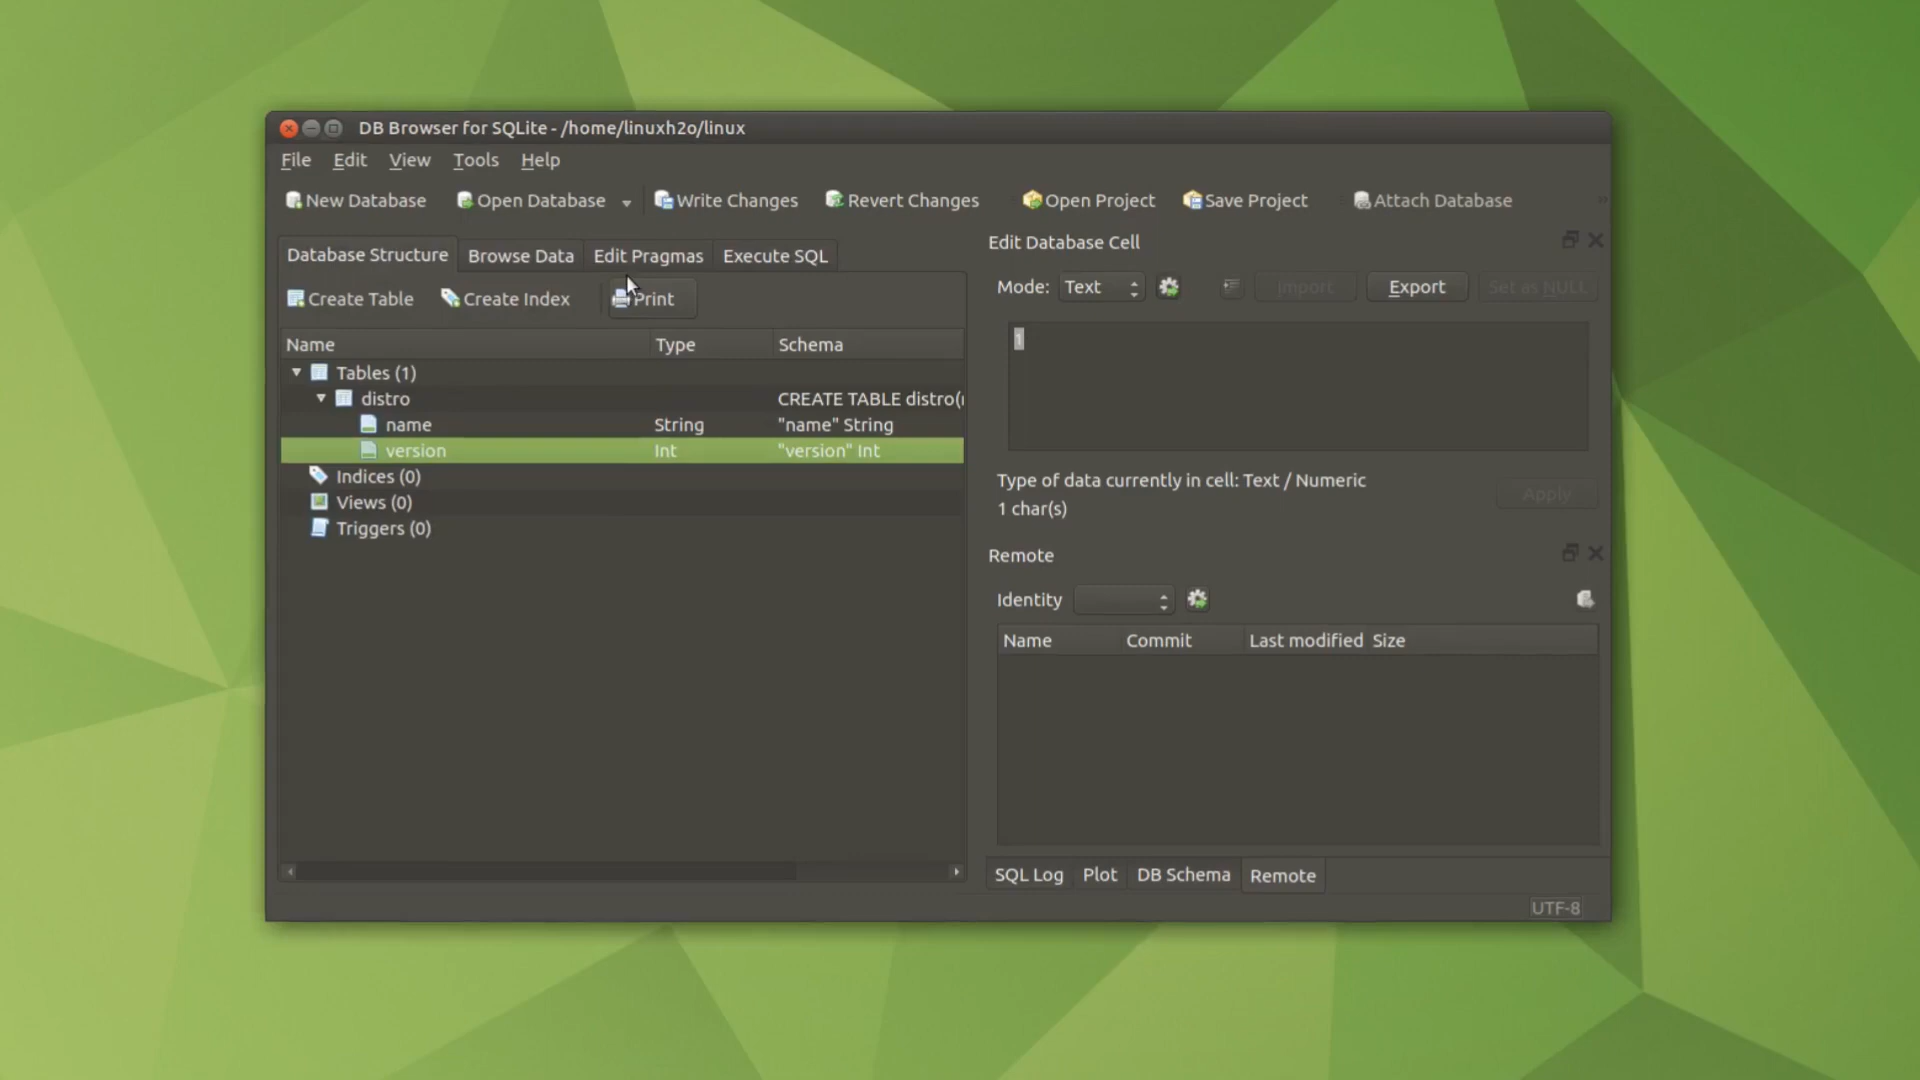 DB Browser for SQLite - /home/linuxh2o/linux
File Edit View Tools Help
New Database Open Database Write Changes Revert Changes Open Project Save Project Attach Database »
Database Structure Browse Data Edit Pragmas Execute SQL
Create Table Create Index Print
Name Type Schema
Tables (1)
distro CREATE TABLE distro(
name String "name" String
version Int "version" Int
Indices (0)
Views (0)
Triggers (0)
Edit Database Cell
Mode: Text Import Export Set as NULL
1
Type of data currently in cell: Text / Numeric
1 char(s)
Apply
Remote
Identity
Name Commit Last modified Size
SQL Log Plot DB Schema Remote
UTF-8